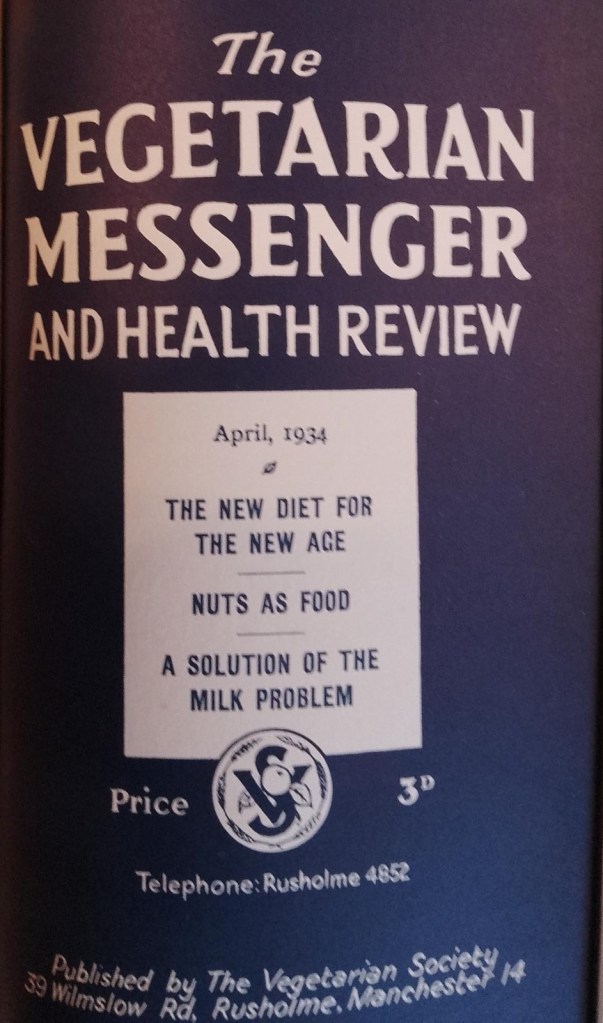 The
VEGETARIAN
MESSENGER
AND HEALTH REVIEW
April, 1934
THE NEW DIET FOR
THE NEW AGE
NUTS AS FOOD
A SOLUTION OF THE
MILK PROBLEM
Price 3D
Telephone: Rusholme 4852
Published by The Vegetarian Society
39 Wilmslow Rd, Rusholme, Manchester 14